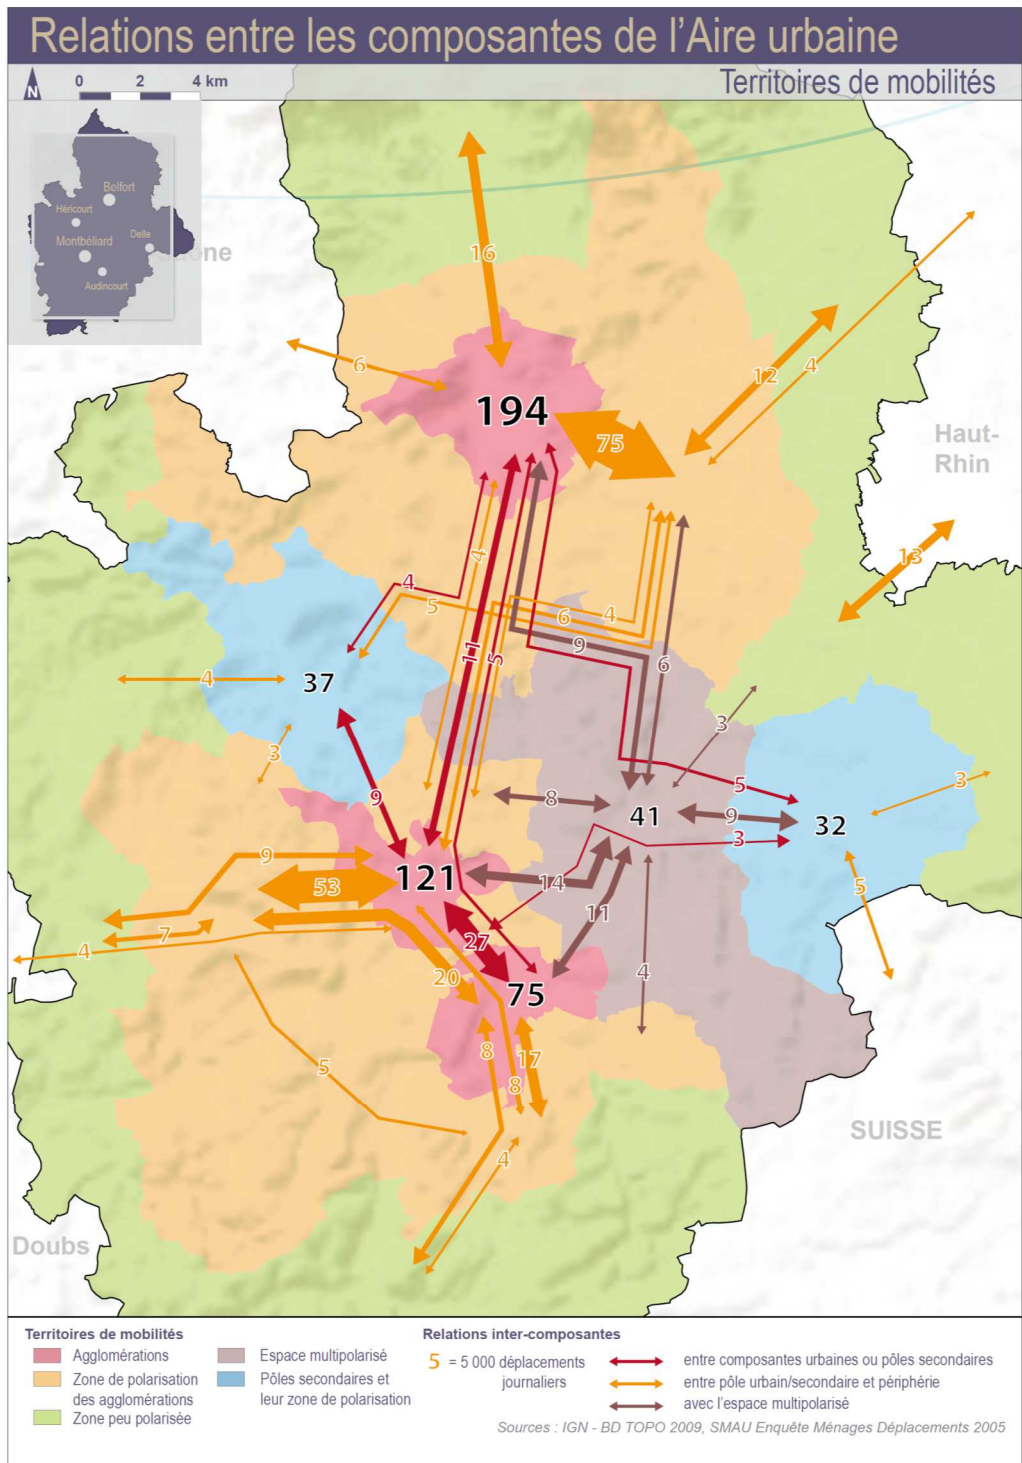 Relations entre les composantes de l'Aire urbaine
Territoires de mobilités
N
0 2 4 km
Belfort
Héricourt
Montbéliard
Delle
Audincourt
16
6
12
4
194
75
Haut-
Rhin
13
4
4
5
6
4
11
5
9
6
37
4
3
3
9
8
41
5
9
32
3
3
9
121
53
14
5
11
7
4
27
20
75
4
5
8
17
8
4
SUISSE
Doubs
Territoires de mobilités
Agglomérations
Zone de polarisation
des agglomérations
Zone peu polarisée
Espace multipolarisé
Pôles secondaires et
leur zone de polarisation
Relations inter-composantes
5 = 5 000 déplacements
journaliers
entre composantes urbaines ou pôles secondaires
entre pôle urbain/secondaire et périphérie
avec l'espace multipolarisé
Sources : IGN - BD TOPO 2009, SMAU Enquête Ménages Déplacements 2005